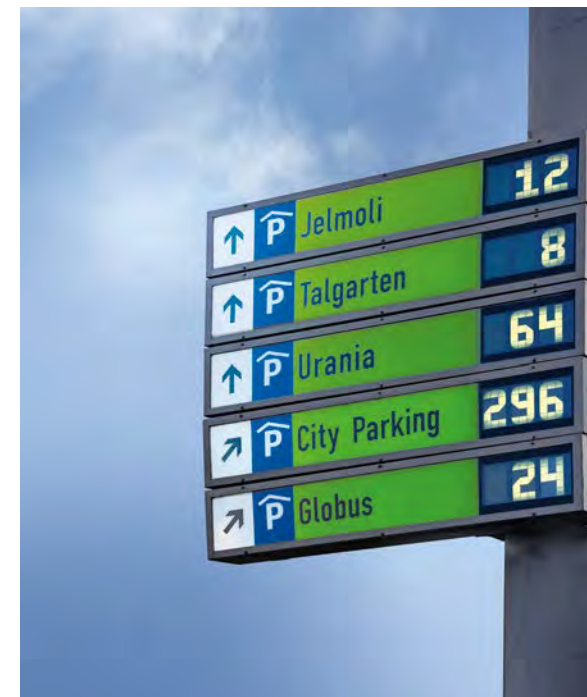 P Jelmoli 12
P Talgarten 8
P Urania 64
P City Parking 296
P Globus 24